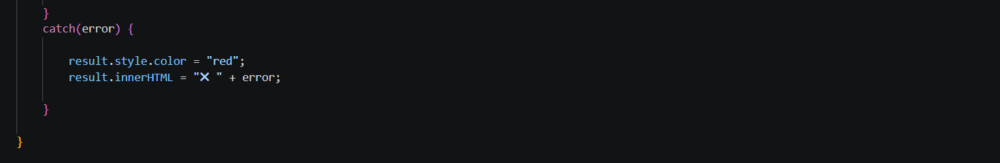 }
catch(error) {
result.style.color = "red";
result.innerHTML = "❌ " + error;
}
}